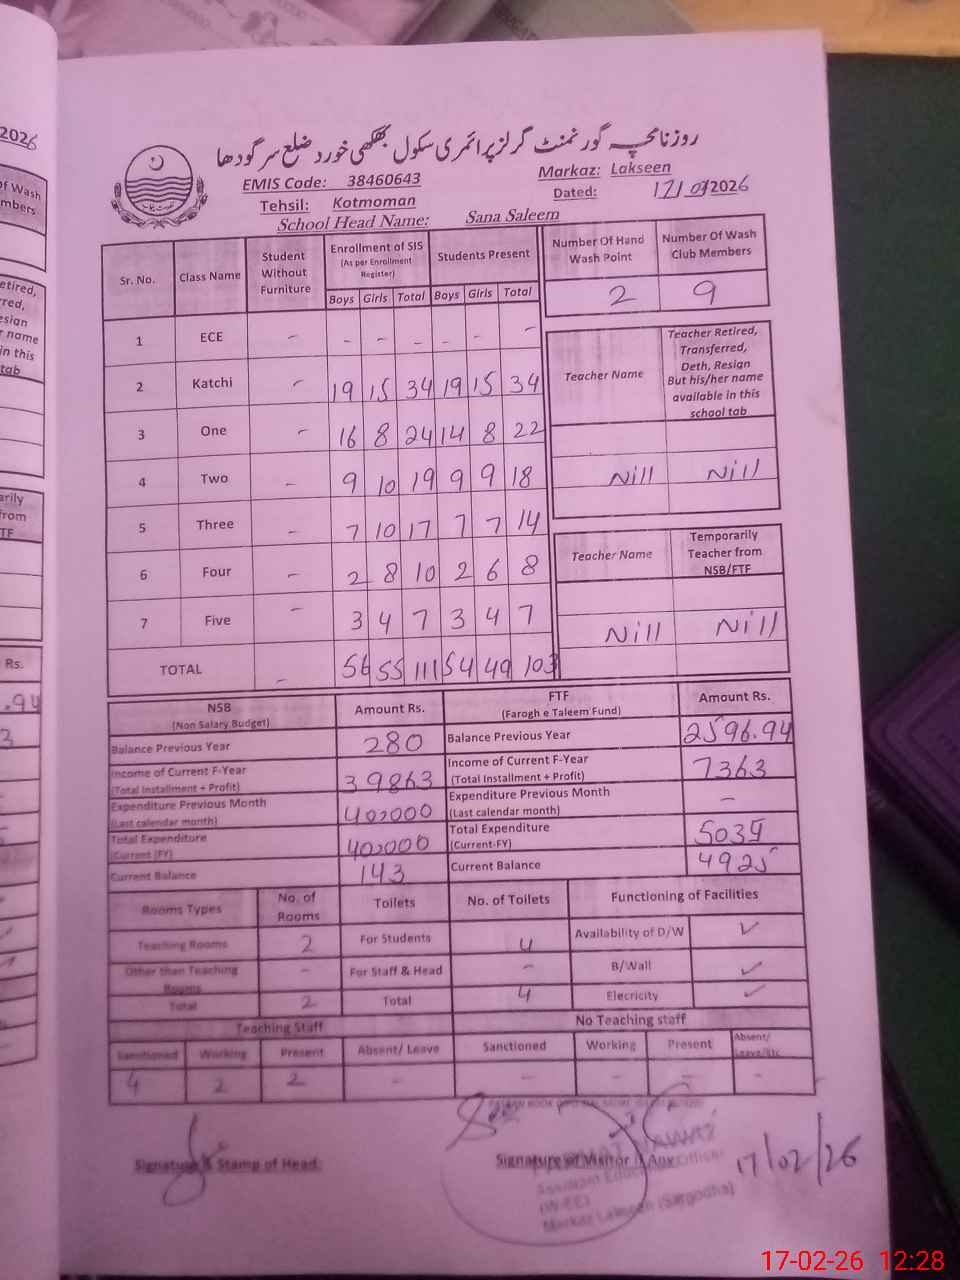 2026
روزنامچہ گورنمنٹ گرلز پرائمری سکول بھکھی خورد ضلع سرگودھا
EMIS Code: 38460643
Markaz: Lakseen
Tehsil: Kotmoman
Dated: 17/ /2026
School Head Name: Sana Saleem
Sr. No. Class Name Student Without Furniture Enrollment of SIS (As per Enrollment Register) Students Present
Boys Girls Total Boys Girls Total
1 ECE - - - - - - -
2 Katchi - 19 15 34 19 15 34
3 One - 16 8 24 14 8 22
4 Two - 9 10 19 9 9 18
5 Three - 7 10 17 7 7 14
6 Four - 2 8 10 2 6 8
7 Five - 3 4 7 3 4 7
TOTAL - 56 55 111 54 49 103
Number Of Hand Wash Point Number Of Wash Club Members
2 9
Teacher Name Teacher Retired, Transferred, Deth, Resign But his/her name available in this school tab
Nill Nill
Teacher Name Temporarily Teacher from NSB/FTF
Nill Nill
NSB (Non Salary Budget) Amount Rs. FTF (Farogh e Taleem Fund) Amount Rs.
Balance Previous Year 280 Balance Previous Year 2596.94
Income of Current F-Year (Total Installment + Profit) 39863 Income of Current F-Year (Total Installment + Profit) 7363
Expenditure Previous Month (Last calendar month) 40,000 Expenditure Previous Month (Last calendar month) -
Total Expenditure (Current (FY) 40,000 Total Expenditure (Current-FY) 5035
Current Balance 143 Current Balance 4925
Rooms Types No. of Rooms Toilets No. of Toilets Functioning of Facilities
Teaching Rooms 2 For Students 4 Availability of D/W ✓
Other than Teaching Rooms - For Staff & Head - B/Wall ✓
Total 2 Total 4 Elecricity ✓
Teaching Staff No Teaching staff
Sanctioned Working Present Absent/ Leave Sanctioned Working Present Absent/ Leave/Etc
4 2 2 - - - - -
Signature & Stamp of Head:
Signature of Visitor If Any:
17/02/26
Assistant Education Officer
(W-EE)
Markaz Lakseen (Sargodha)
17-02-26 12:28